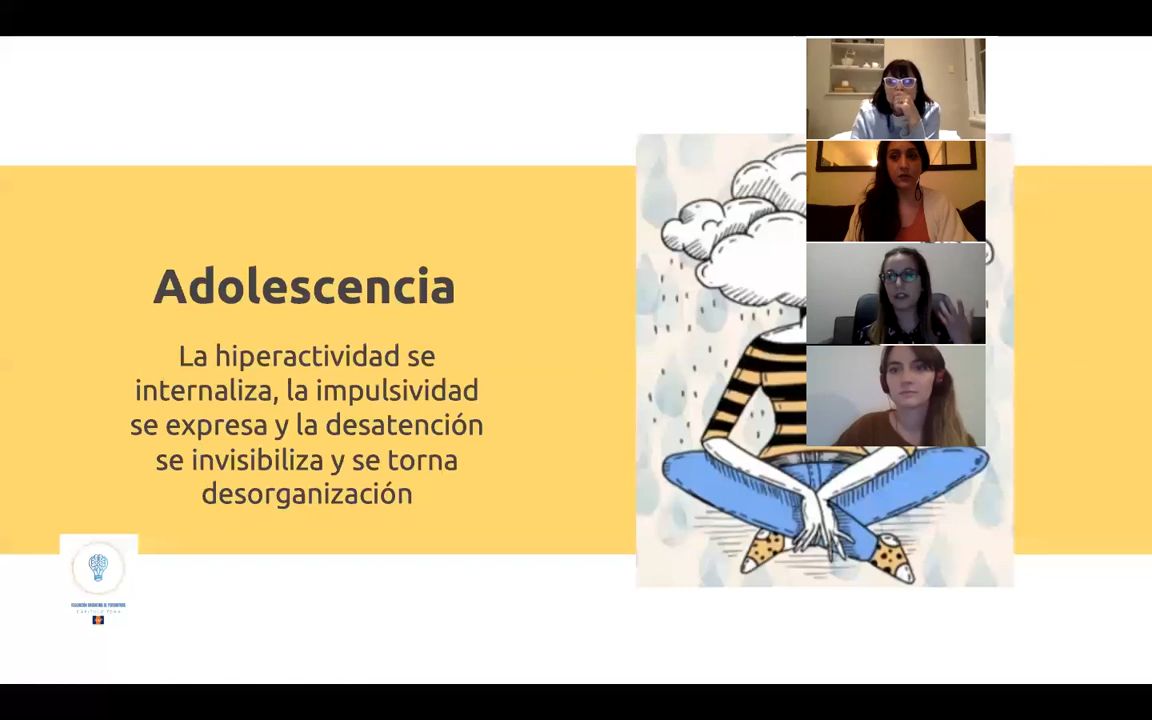 Adolescencia
La hiperactividad se
internaliza, la impulsividad
se expresa y la desatención
se invisibiliza y se torna
desorganización